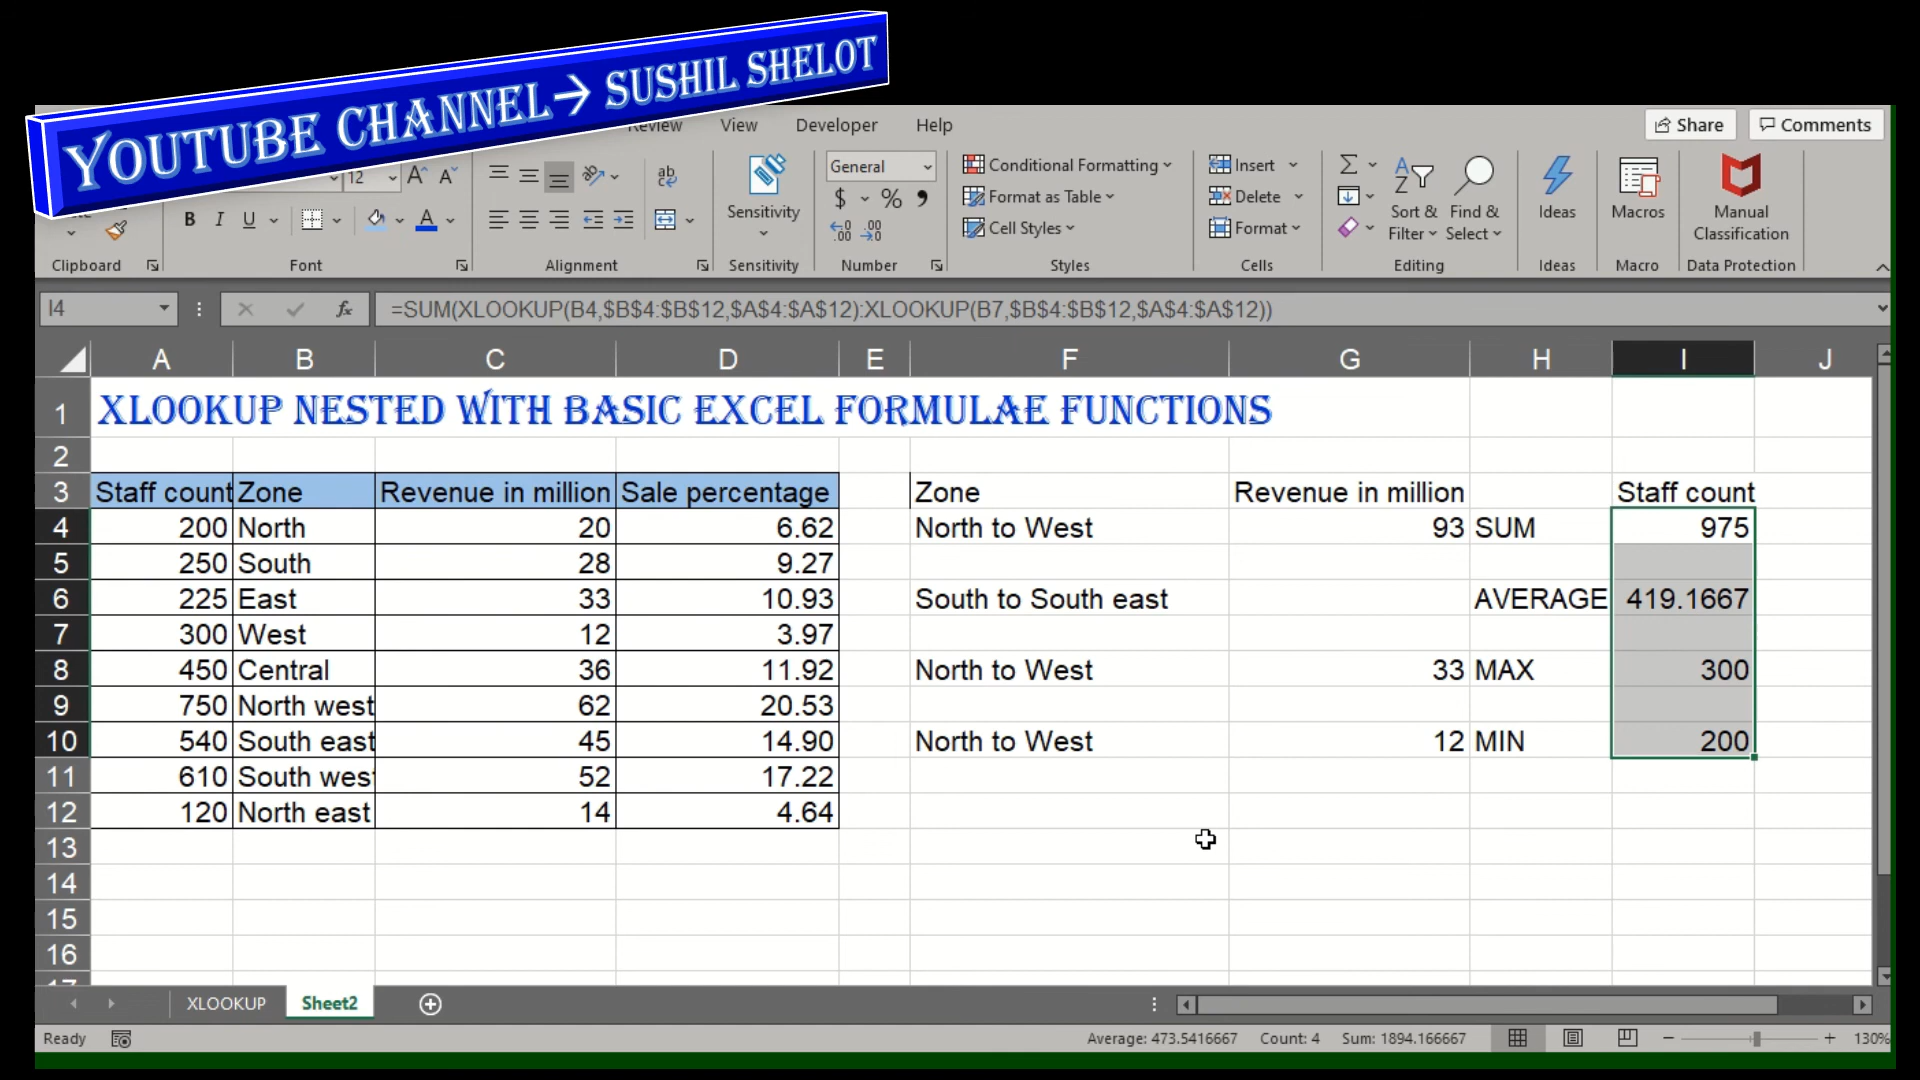 YOUTUBE CHANNEL→ SUSHIL SHELOT
Review View Developer Help Share Comments
12 A A ab General Conditional Formatting Insert
$ % , Format as Table Delete
B I U A Sensitivity Cell Styles Format Sort & Filter Find & Select Ideas Macros Manual Classification
Clipboard Font Alignment Sensitivity Number Styles Cells Editing Ideas Macro Data Protection
I4 fx =SUM(XLOOKUP(B4,$B$4:$B$12,$A$4:$A$12):XLOOKUP(B7,$B$4:$B$12,$A$4:$A$12))
A B C D E F G H I J
1 XLOOKUP NESTED WITH BASIC EXCEL FORMULAE FUNCTIONS
2
3 Staff count Zone Revenue in million Sale percentage Zone Revenue in million Staff count
4 200 North 20 6.62 North to West 93 SUM 975
5 250 South 28 9.27
6 225 East 33 10.93 South to South east AVERAGE 419.1667
7 300 West 12 3.97
8 450 Central 36 11.92 North to West 33 MAX 300
9 750 North west 62 20.53
10 540 South east 45 14.90 North to West 12 MIN 200
11 610 South west 52 17.22
12 120 North east 14 4.64
13
14
15
16
17
XLOOKUP Sheet2
Ready Average: 473.5416667 Count: 4 Sum: 1894.166667 130%